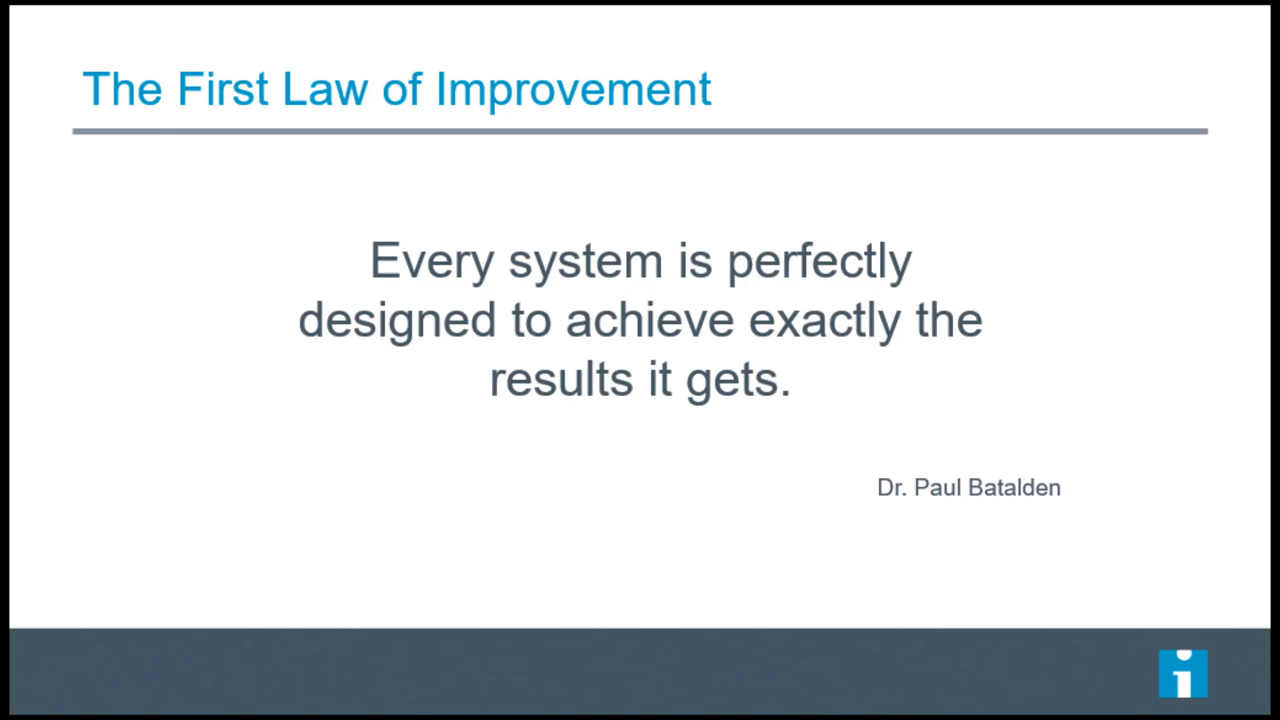 The First Law of Improvement
Every system is perfectly
designed to achieve exactly the
results it gets.
Dr. Paul Batalden
i